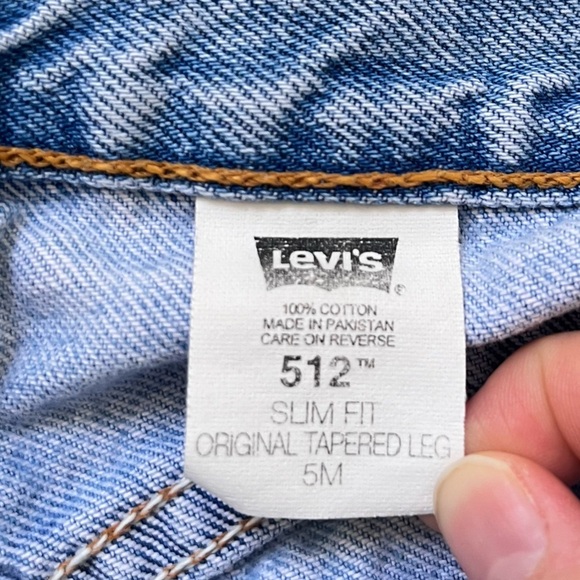 Levi's ®
100% COTTON
MADE IN PAKISTAN
CARE ON REVERSE
512™
SLIM FIT
ORIGINAL TAPERED LEG
5M